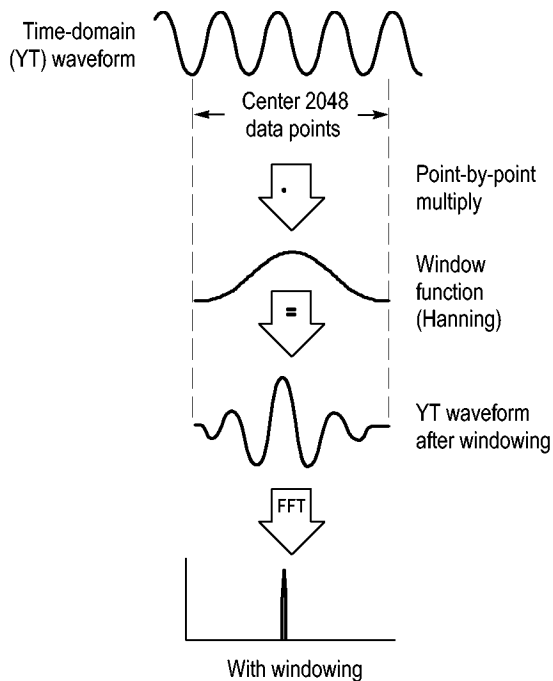 Time-domain
(YT) waveform
Center 2048
data points
Point-by-point
multiply
Window
function
(Hanning)
=
YT waveform
after windowing
FFT
With windowing